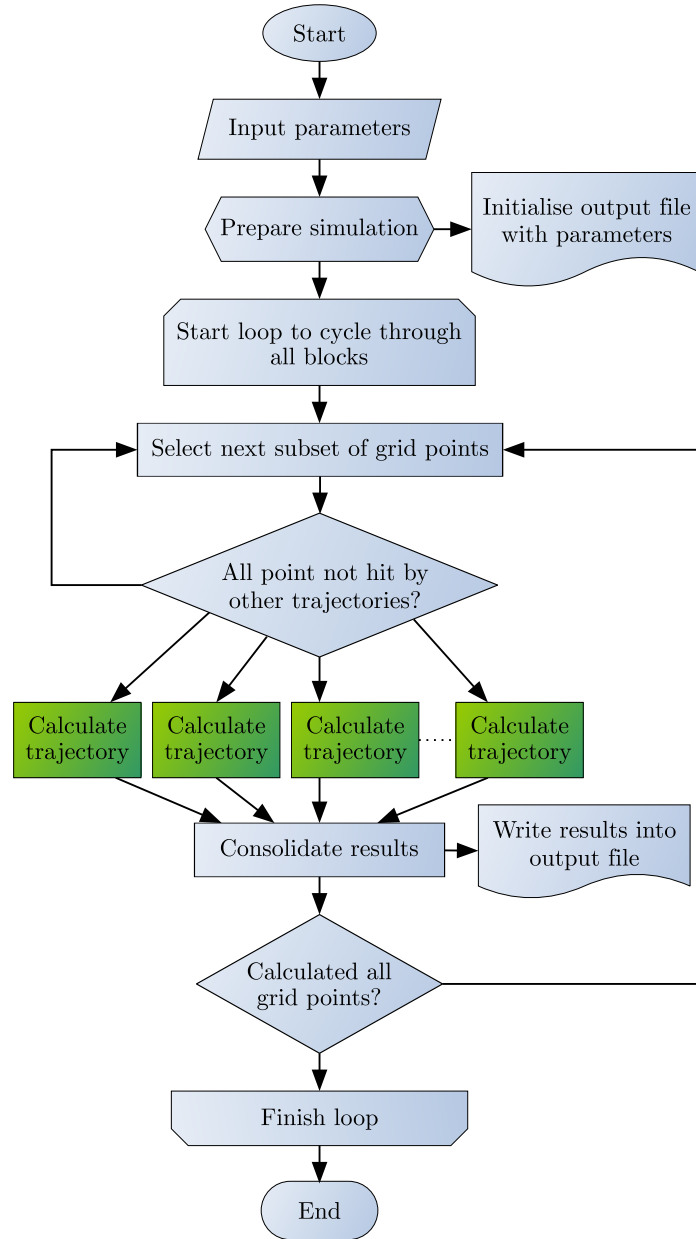 Start
Input parameters
Prepare simulation
Initialise output file
with parameters
Start loop to cycle through
all blocks
Select next subset of grid points
All point not hit by
other trajectories?
Calculate
trajectory
Calculate
trajectory
Calculate
trajectory
Calculate
trajectory
Consolidate results
Write results into
output file
Calculated all
grid points?
Finish loop
End